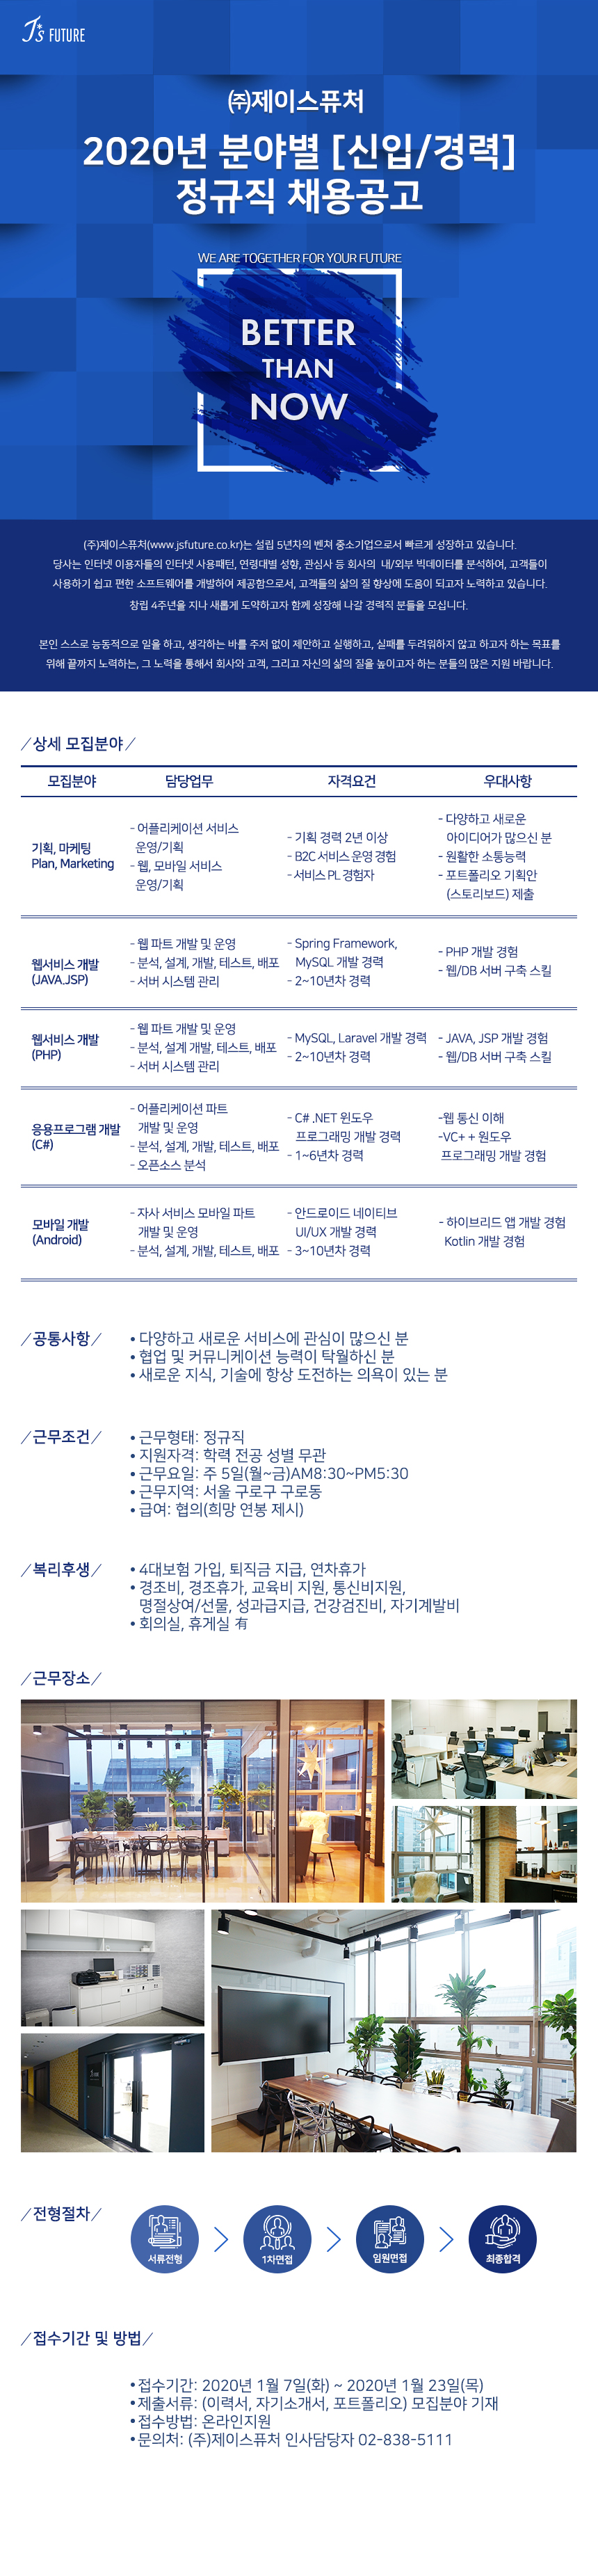 J's FUTURE
㈜제이스퓨처
2020년 분야별 [신입/경력]
정규직 채용공고
WE ARE TOGETHER FOR YOUR FUTURE
BETTER
THAN
NOW
(주)제이스퓨처(www.jsfuture.co.kr)는 설립 5년차의 벤쳐 중소기업으로서 빠르게 성장하고 있습니다.
당사는 인터넷 이용자들의 인터넷 사용패턴, 연령대별 성향, 관심사 등 회사의 내/외부 빅데이터를 분석하여, 고객들이
사용하기 쉽고 편한 소프트웨어를 개발하여 제공함으로서, 고객들의 삶의 질 향상에 도움이 되고자 노력하고 있습니다.
창립 4주년을 지나 새롭게 도약하고자 함께 성장해 나갈 경력직 분들을 모십니다.
본인 스스로 능동적으로 일을 하고, 생각하는 바를 주저 없이 제안하고 실행하고, 실패를 두려워하지 않고 하고자 하는 목표를
위해 끝까지 노력하는, 그 노력을 통해서 회사와 고객, 그리고 자신의 삶의 질을 높이고자 하는 분들의 많은 지원 바랍니다.
/상세 모집분야/
모집분야 담당업무 자격요건 우대사항
기획, 마케팅
Plan, Marketing
- 어플리케이션 서비스
운영/기획
- 웹, 모바일 서비스
운영/기획
- 기획 경력 2년 이상
- B2C 서비스 운영 경험
- 서비스 PL 경험자
- 다양하고 새로운
아이디어가 많으신 분
- 원활한 소통능력
- 포트폴리오 기획안
(스토리보드) 제출
웹서비스 개발
(JAVA.JSP)
- 웹 파트 개발 및 운영
- 분석, 설계, 개발, 테스트, 배포
- 서버 시스템 관리
- Spring Framework,
MySQL 개발 경력
- 2~10년차 경력
- PHP 개발 경험
- 웹/DB 서버 구축 스킬
웹서비스 개발
(PHP)
- 웹 파트 개발 및 운영
- 분석, 설계 개발, 테스트, 배포
- 서버 시스템 관리
- MySQL, Laravel 개발 경력
- 2~10년차 경력
- JAVA, JSP 개발 경험
- 웹/DB 서버 구축 스킬
응용프로그램 개발
(C#)
- 어플리케이션 파트
개발 및 운영
- 분석, 설계, 개발, 테스트, 배포
- 오픈소스 분석
- C# .NET 윈도우
프로그래밍 개발 경력
- 1~6년차 경력
-웹 통신 이해
-VC++ 윈도우
프로그래밍 개발 경험
모바일 개발
(Android)
- 자사 서비스 모바일 파트
개발 및 운영
- 분석, 설계, 개발, 테스트, 배포
- 안드로이드 네이티브
UI/UX 개발 경력
- 3~10년차 경력
- 하이브리드 앱 개발 경험
Kotlin 개발 경험
/공통사항/
• 다양하고 새로운 서비스에 관심이 많으신 분
• 협업 및 커뮤니케이션 능력이 탁월하신 분
• 새로운 지식, 기술에 항상 도전하는 의욕이 있는 분
/근무조건/
• 근무형태: 정규직
• 지원자격: 학력 전공 성별 무관
• 근무요일: 주 5일(월~금)AM8:30~PM5:30
• 근무지역: 서울 구로구 구로동
• 급여: 협의(희망 연봉 제시)
/복리후생/
• 4대보험 가입, 퇴직금 지급, 연차휴가
• 경조비, 경조휴가, 교육비 지원, 통신비지원,
명절상여/선물, 성과급지급, 건강검진비, 자기계발비
• 회의실, 휴게실 有
/근무장소/
/전형절차/
서류전형
1차면접
임원면접
최종합격
/접수기간 및 방법/
• 접수기간: 2020년 1월 7일(화) ~ 2020년 1월 23일(목)
• 제출서류: (이력서, 자기소개서, 포트폴리오) 모집분야 기재
• 접수방법: 온라인지원
• 문의처: (주)제이스퓨처 인사담당자 02-838-5111